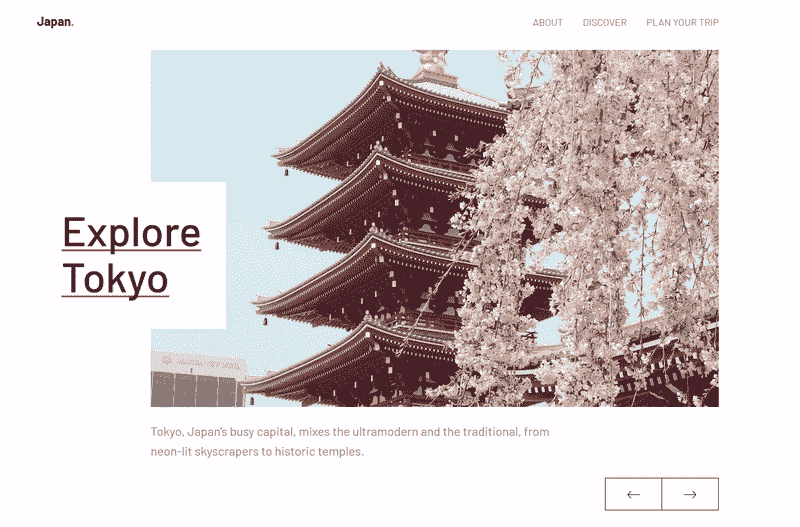 Japan.
ABOUT DISCOVER PLAN YOUR TRIP
Explore
Tokyo
Tokyo, Japan's busy capital, mixes the ultramodern and the traditional, from
neon-lit skyscrapers to historic temples.